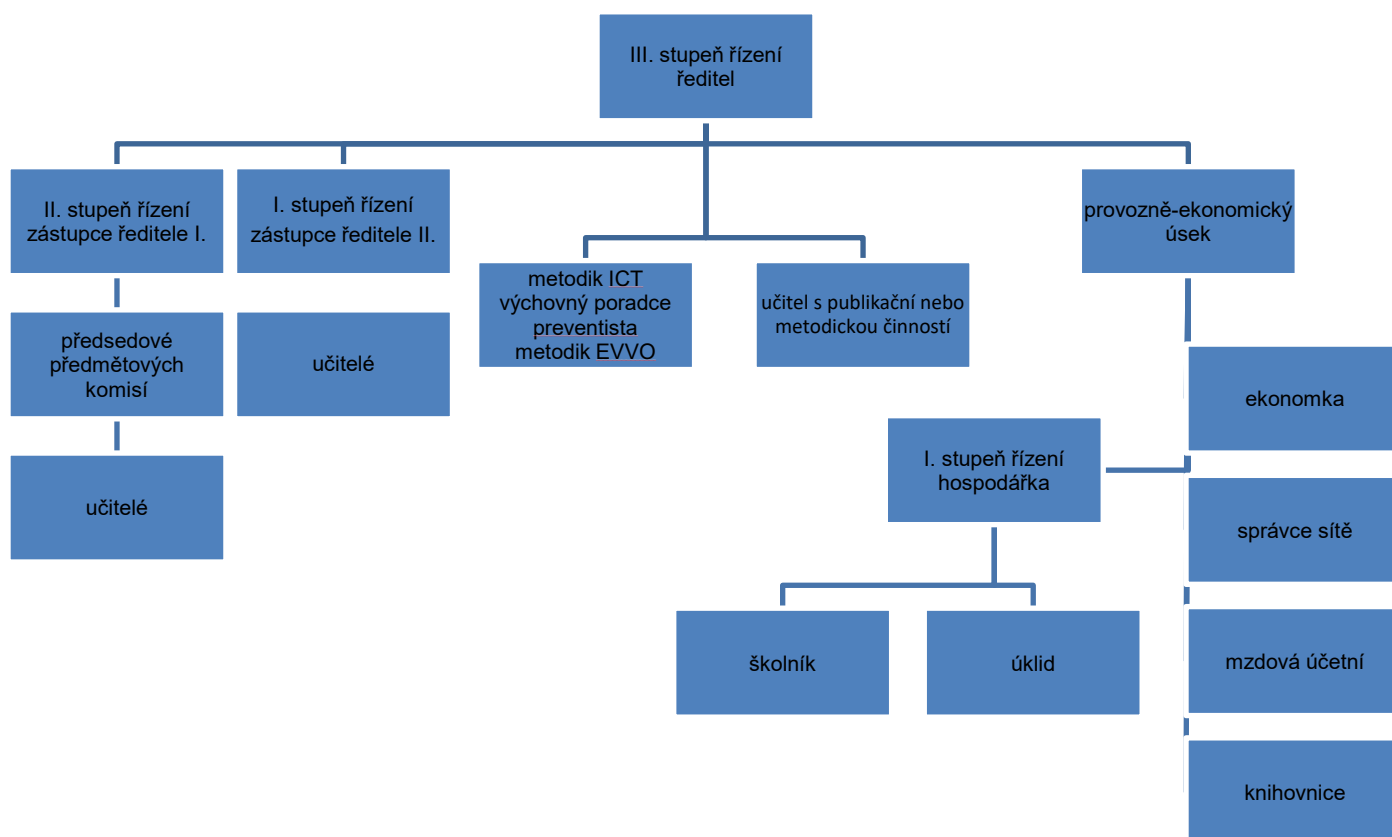 III. stupeň řízení
ředitel
II. stupeň řízení
zástupce ředitele I.
I. stupeň řízení
zástupce ředitele II.
provozně-ekonomický
úsek
metodik ICT
výchovný poradce
preventista
metodik EVVO
učitel s publikační nebo
metodickou činností
předsedové
předmětových
komisí
učitelé
ekonomka
I. stupeň řízení
hospodářka
učitelé
správce sítě
školník
úklid
mzdová účetní
knihovnice